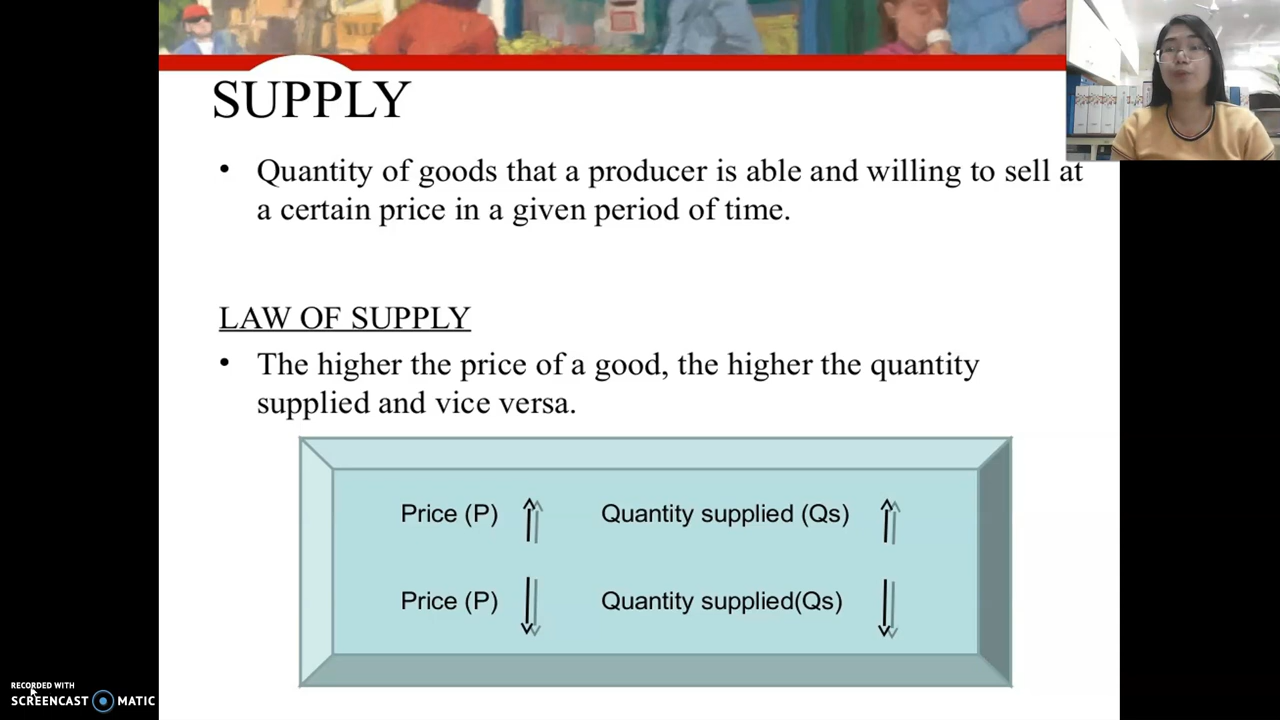 SUPPLY
• Quantity of goods that a producer is able and willing to sell at
a certain price in a given period of time.
LAW OF SUPPLY
• The higher the price of a good, the higher the quantity
supplied and vice versa.
Price (P) Quantity supplied (Qs)
Price (P) Quantity supplied(Qs)
RECORDED WITH
SCREENCAST MATIC